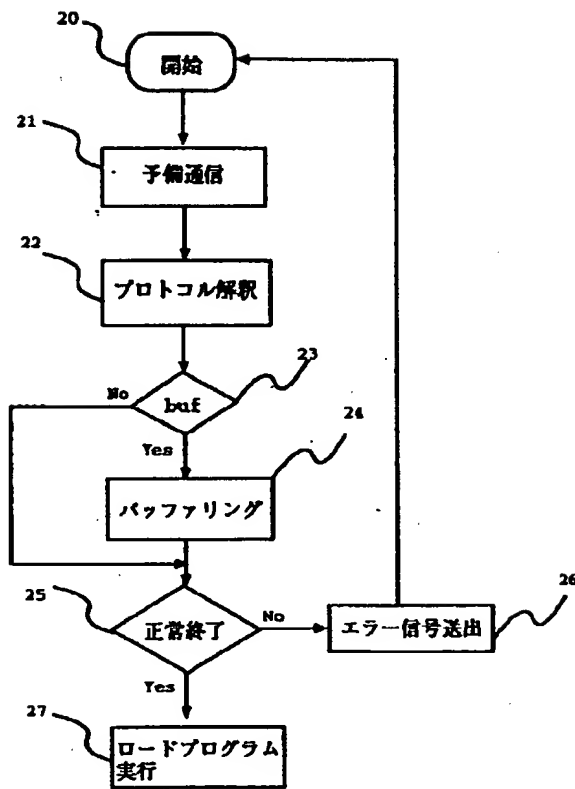 20
開始
21
予備通信
22
プロトコル解釈
23
No
buf
Yes
24
バッファリング
25
正常終了
No
26
エラー信号送出
Yes
27
ロードプログラム
実行